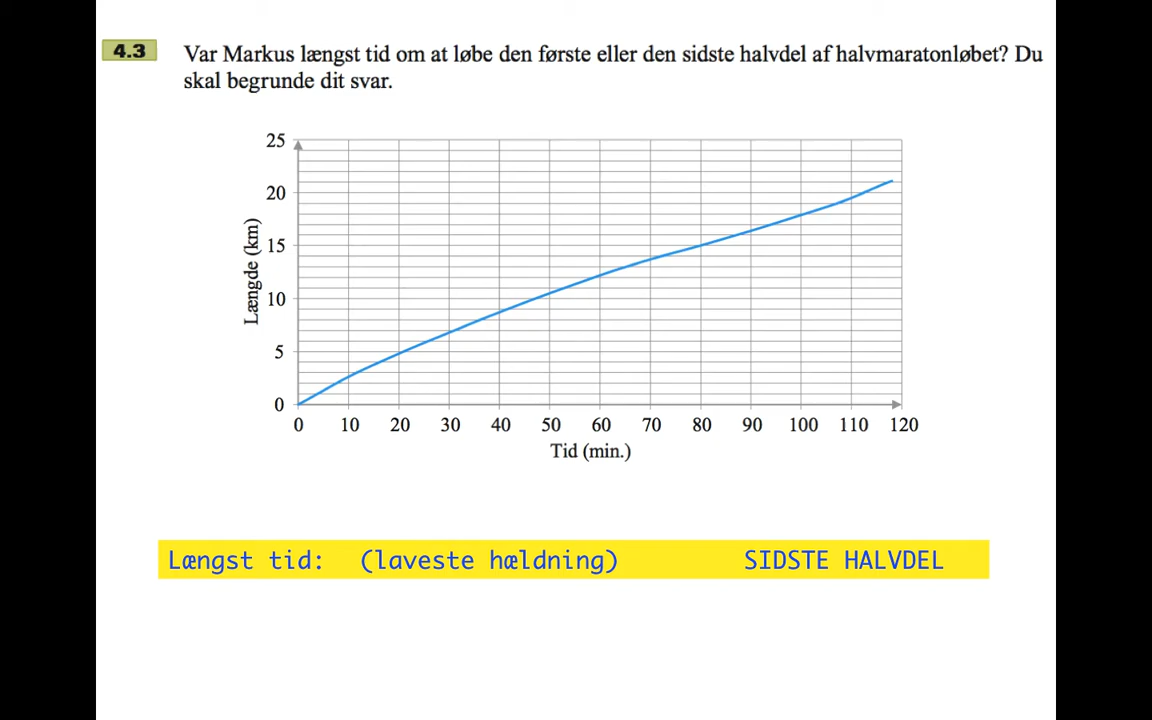 4.3 Var Markus længst tid om at løbe den første eller den sidste halvdel af halvmaratonløbet? Du
skal begrunde dit svar.
25
20
15
10
5
0
Længde (km)
0 10 20 30 40 50 60 70 80 90 100 110 120
Tid (min.)
Længst tid: (laveste hældning) SIDSTE HALVDEL